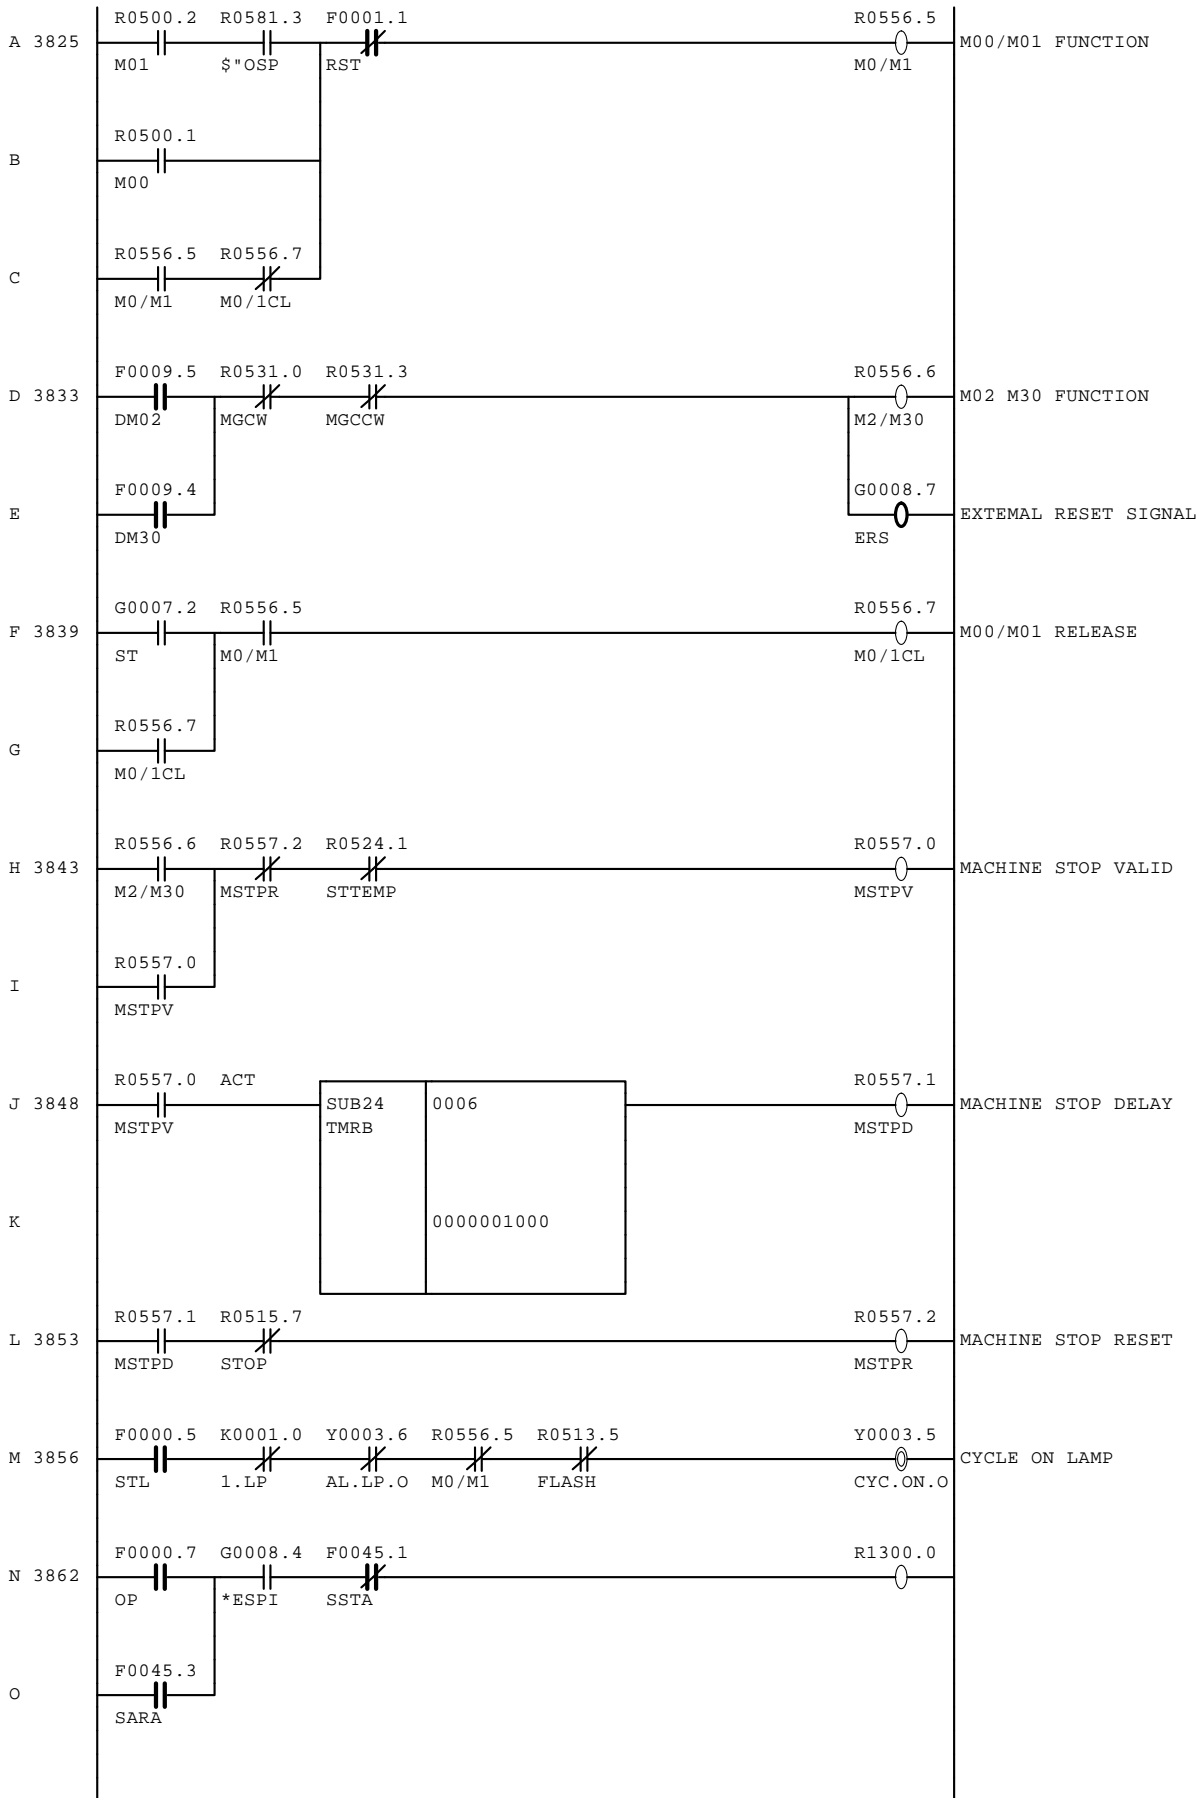 R0500.2 R0581.3 F0001.1 R0556.5
A 3825 M00/M01 FUNCTION
M01 $"OSP RST M0/M1
R0500.1
B
M00
R0556.5 R0556.7
C
M0/M1 M0/1CL
F0009.5 R0531.0 R0531.3 R0556.6
D 3833 M02 M30 FUNCTION
DM02 MGCW MGCCW M2/M30
F0009.4 G0008.7
E EXTEMAL RESET SIGNAL
DM30 ERS
G0007.2 R0556.5 R0556.7
F 3839 M00/M01 RELEASE
ST M0/M1 M0/1CL
R0556.7
G
M0/1CL
R0556.6 R0557.2 R0524.1 R0557.0
H 3843 MACHINE STOP VALID
M2/M30 MSTPR STTEMP MSTPV
R0557.0
I
MSTPV
R0557.0 ACT R0557.1
J 3848 SUB24 0006 MACHINE STOP DELAY
MSTPV TMRB MSTPD
K 0000001000
R0557.1 R0515.7 R0557.2
L 3853 MACHINE STOP RESET
MSTPD STOP MSTPR
F0000.5 K0001.0 Y0003.6 R0556.5 R0513.5 Y0003.5
M 3856 CYCLE ON LAMP
STL 1.LP AL.LP.O M0/M1 FLASH CYC.ON.O
F0000.7 G0008.4 F0045.1 R1300.0
N 3862
OP *ESPI SSTA
F0045.3
O
SARA